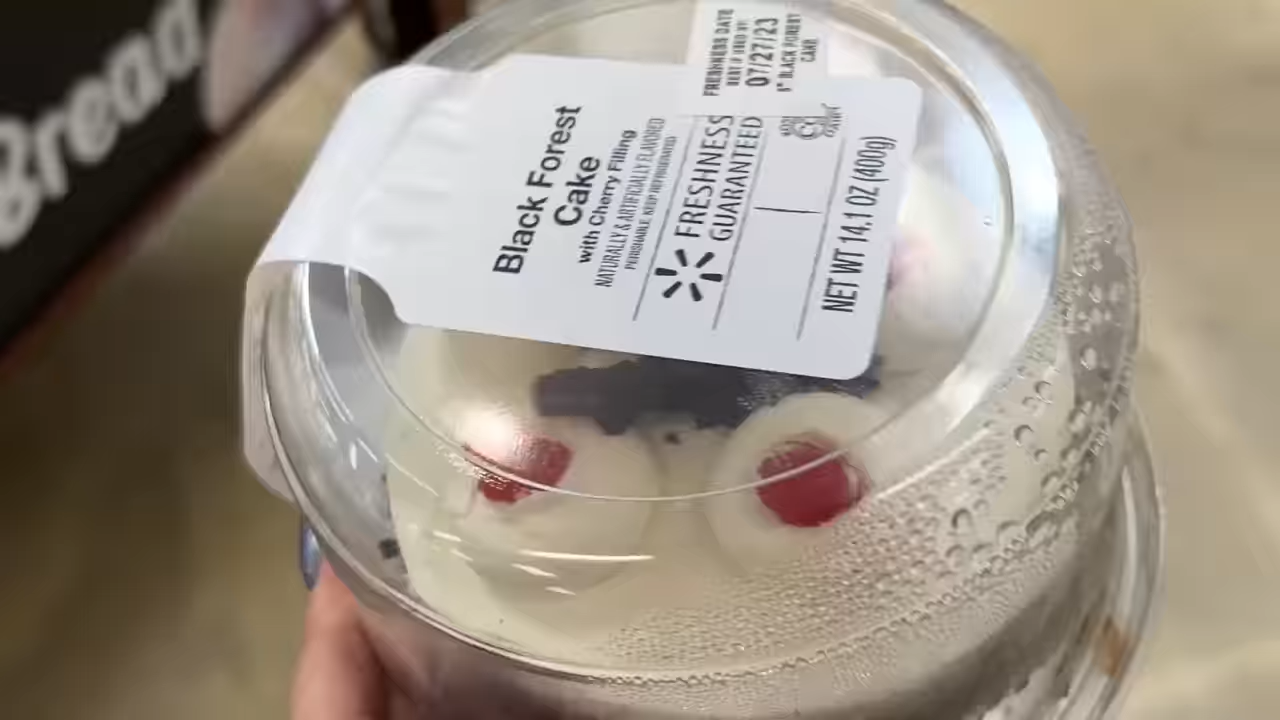 Bread
FRESHNESS DATE
BEST IF USED BY:
07/27/23
5" BLACK FOREST
CAKE
Black Forest
Cake
with Cherry Filling
NATURALLY & ARTIFICIALLY FLAVORED
PERISHABLE. KEEP REFRIGERATED
FRESHNESS
GUARANTEED
NET WT 14.1 OZ (400g)